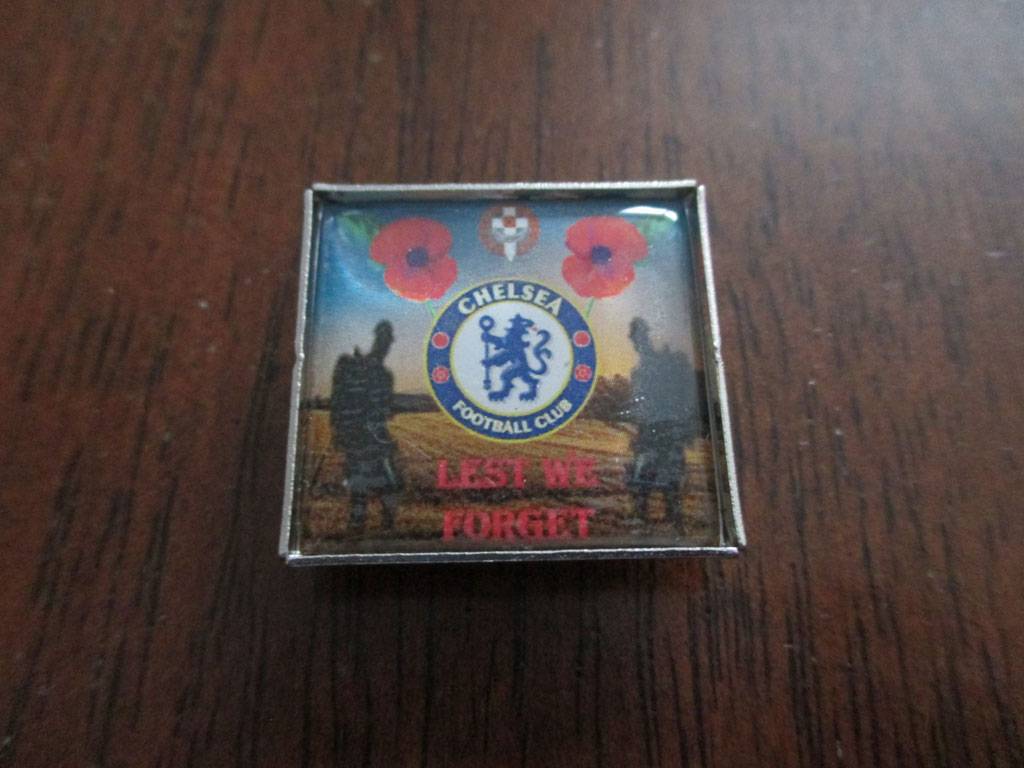 CHELSEA
FOOTBALL CLUB
LEST WE
FORGET